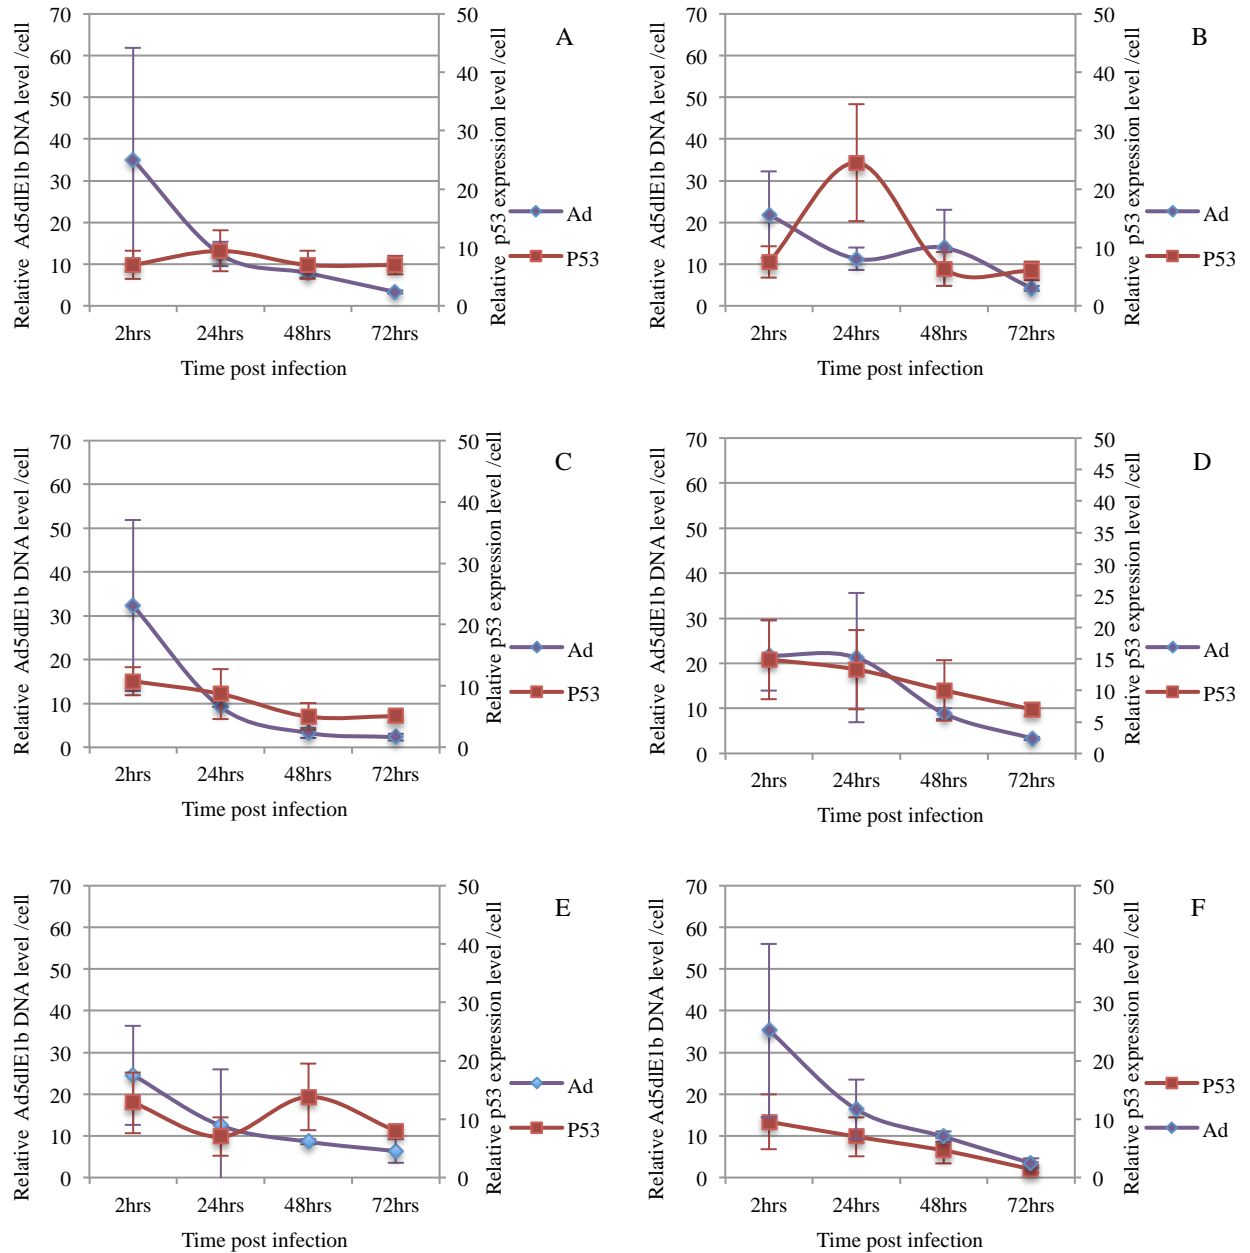 A
Relative Ad5dlE1b DNA level /cell
70
60
50
40
30
20
10
0
50
40
30
20
10
0
Relative p53 expression level /cell
Ad
P53
2hrs 24hrs 48hrs 72hrs
Time post infection
B
Relative Ad5dlE1b DNA level /cell
70
60
50
40
30
20
10
0
50
40
30
20
10
0
Relative p53 expression level /cell
Ad
P53
2hrs 24hrs 48hrs 72hrs
Time post infection
C
Relative Ad5dlE1b DNA level /cell
70
60
50
40
30
20
10
0
50
40
30
20
10
0
Relative p53 expression level /cell
Ad
P53
2hrs 24hrs 48hrs 72hrs
Time post infection
D
Relative Ad5dlE1b DNA level /cell
70
60
50
40
30
20
10
0
50
45
40
35
30
25
20
15
10
5
0
Relative p53 expression level /cell
Ad
P53
2hrs 24hrs 48hrs 72hrs
Time post infection
E
Relative Ad5dlE1b DNA level /cell
70
60
50
40
30
20
10
0
50
40
30
20
10
0
Relative p53 expression level /cell
Ad
P53
2hrs 24hrs 48hrs 72hrs
Time post infection
F
Relative Ad5dlE1b DNA level /cell
70
60
50
40
30
20
10
0
50
40
30
20
10
0
Relative p53 expression level /cell
P53
Ad
2hrs 24hrs 48hrs 72hrs
Time post infection